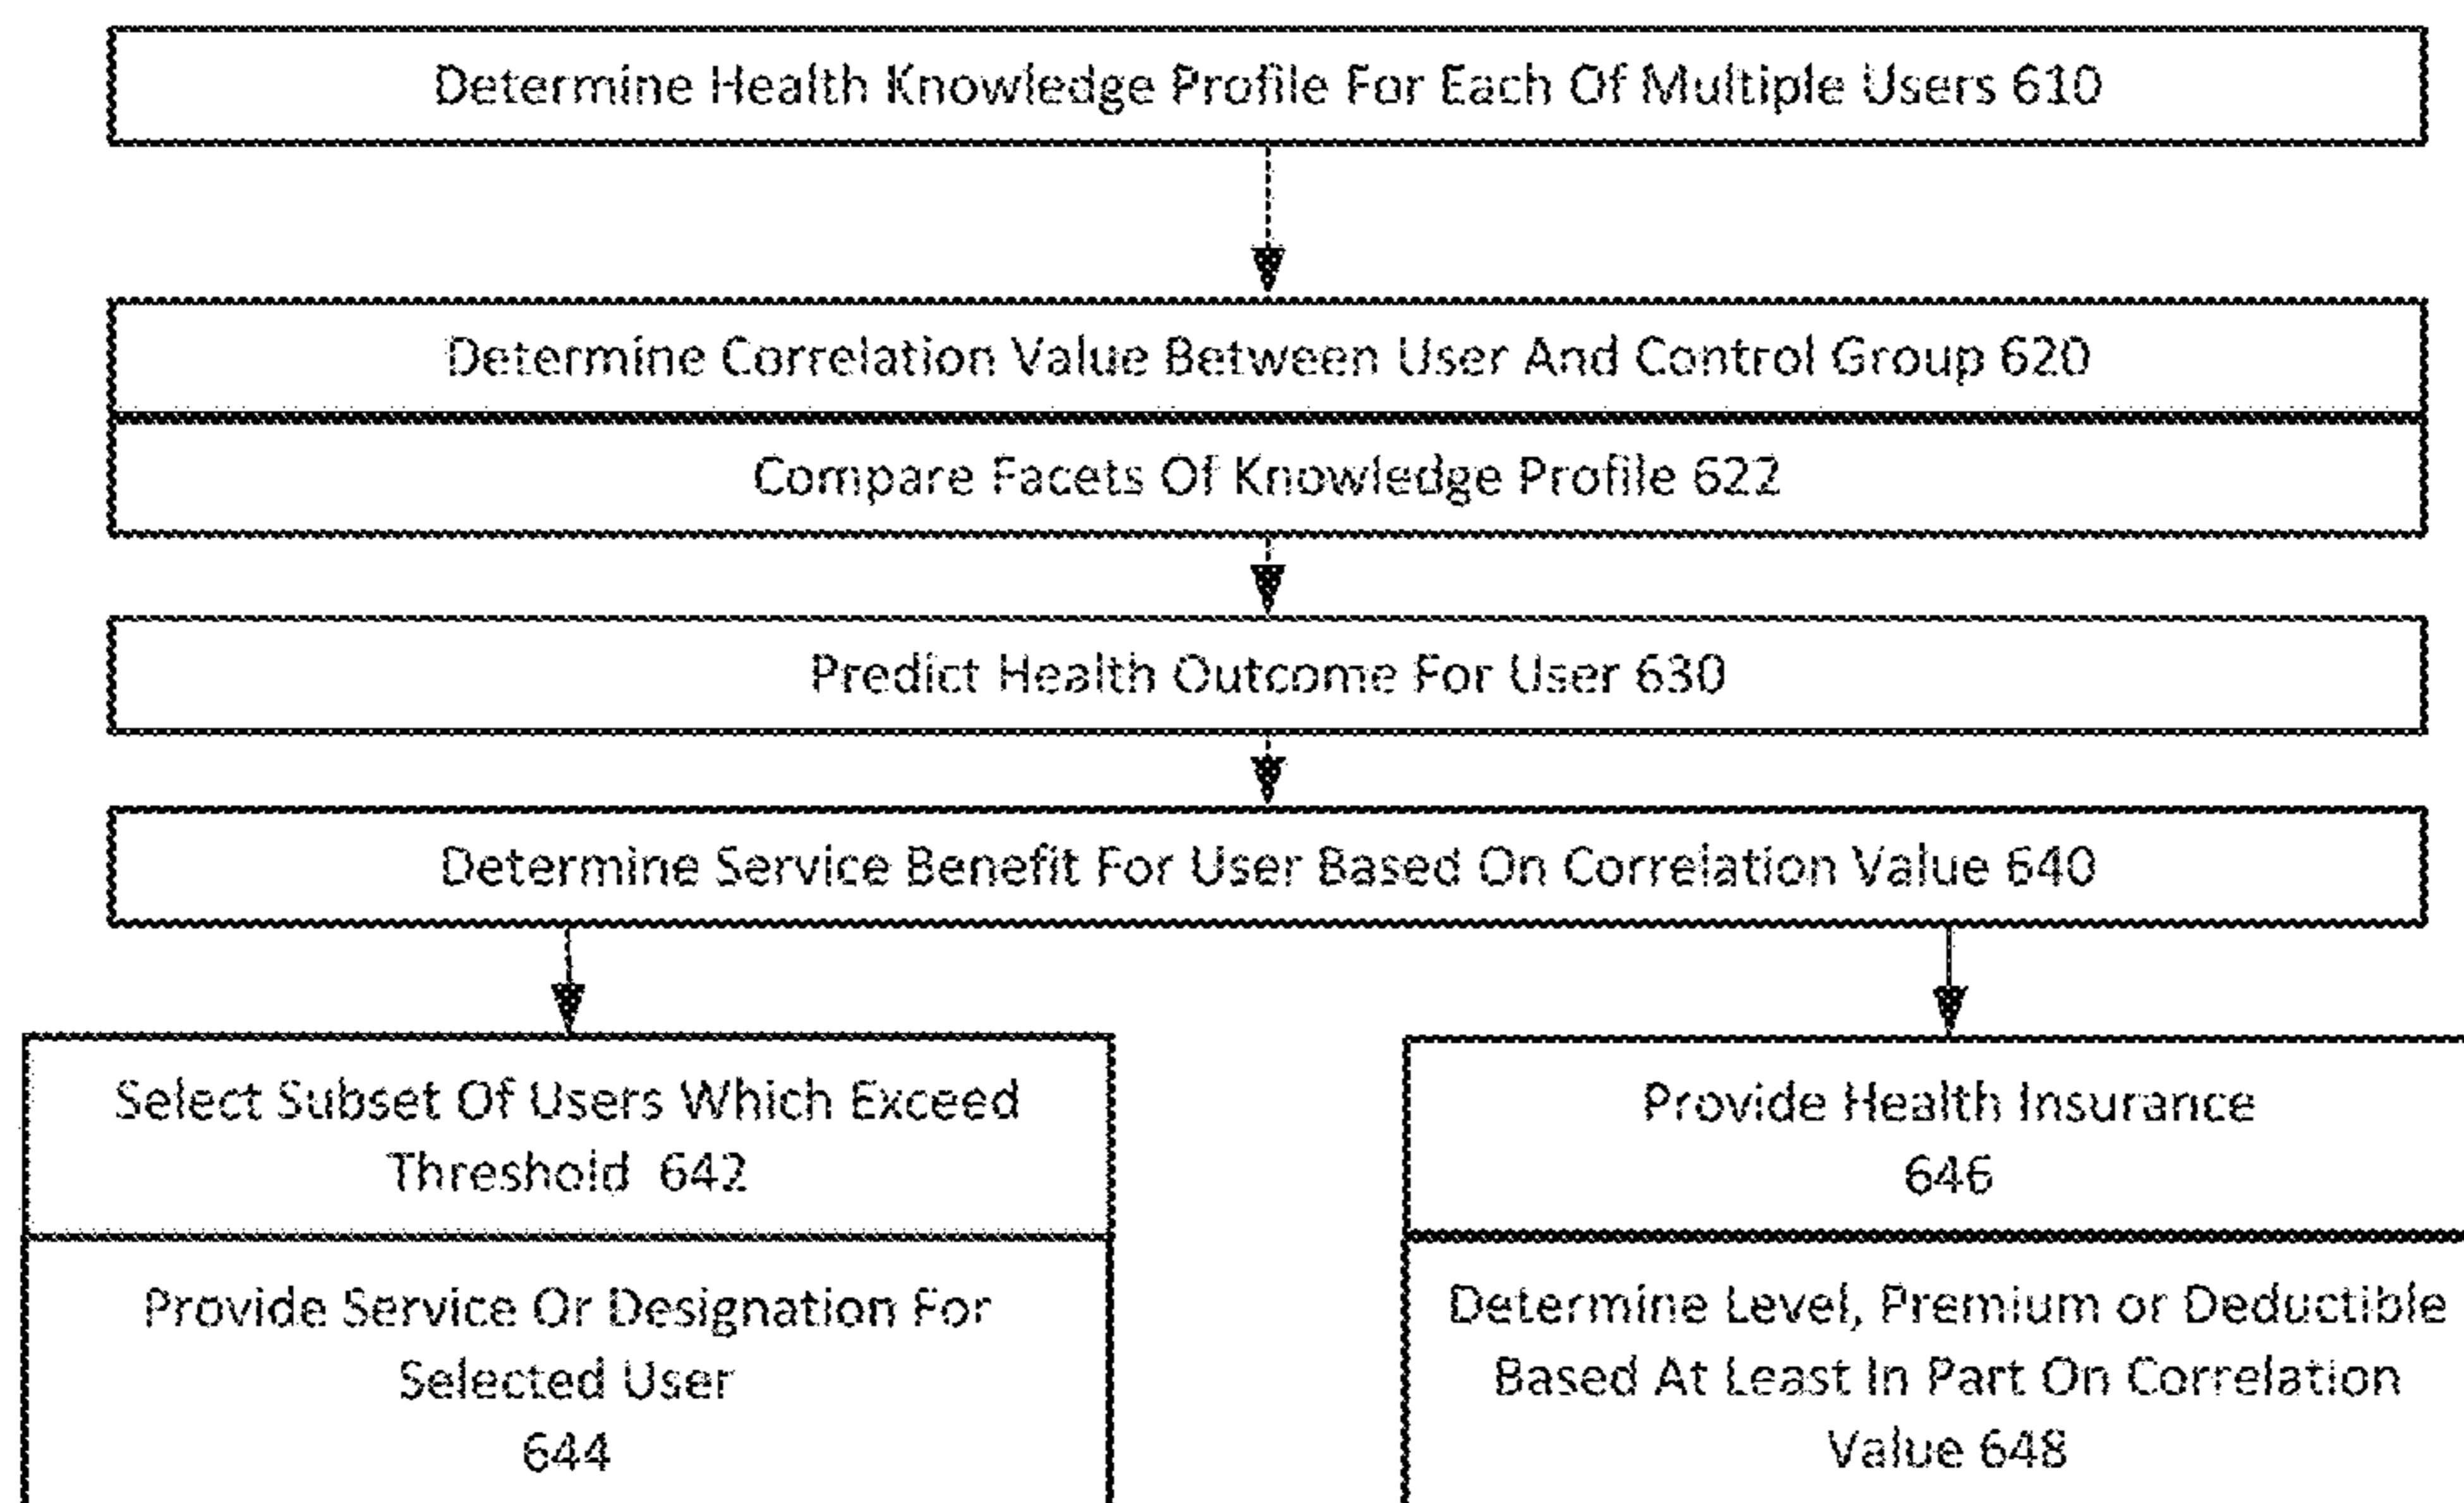 Determine Health Knowledge Profile For Each Of Multiple Users 610
Determine Correlation Value Between User And Control Group 620
Compare Facets Of Knowledge Profile 622
Predict Health Outcome For User 630
Determine Service Benefit For User Based On Correlation Value 640
Select Subset Of Users Which Exceed
Threshold 642
Provide Service Or Designation For
Selected User
644
Provide Health Insurance
646
Determine Level, Premium or Deductible
Based At Least In Part On Correlation
Value 648